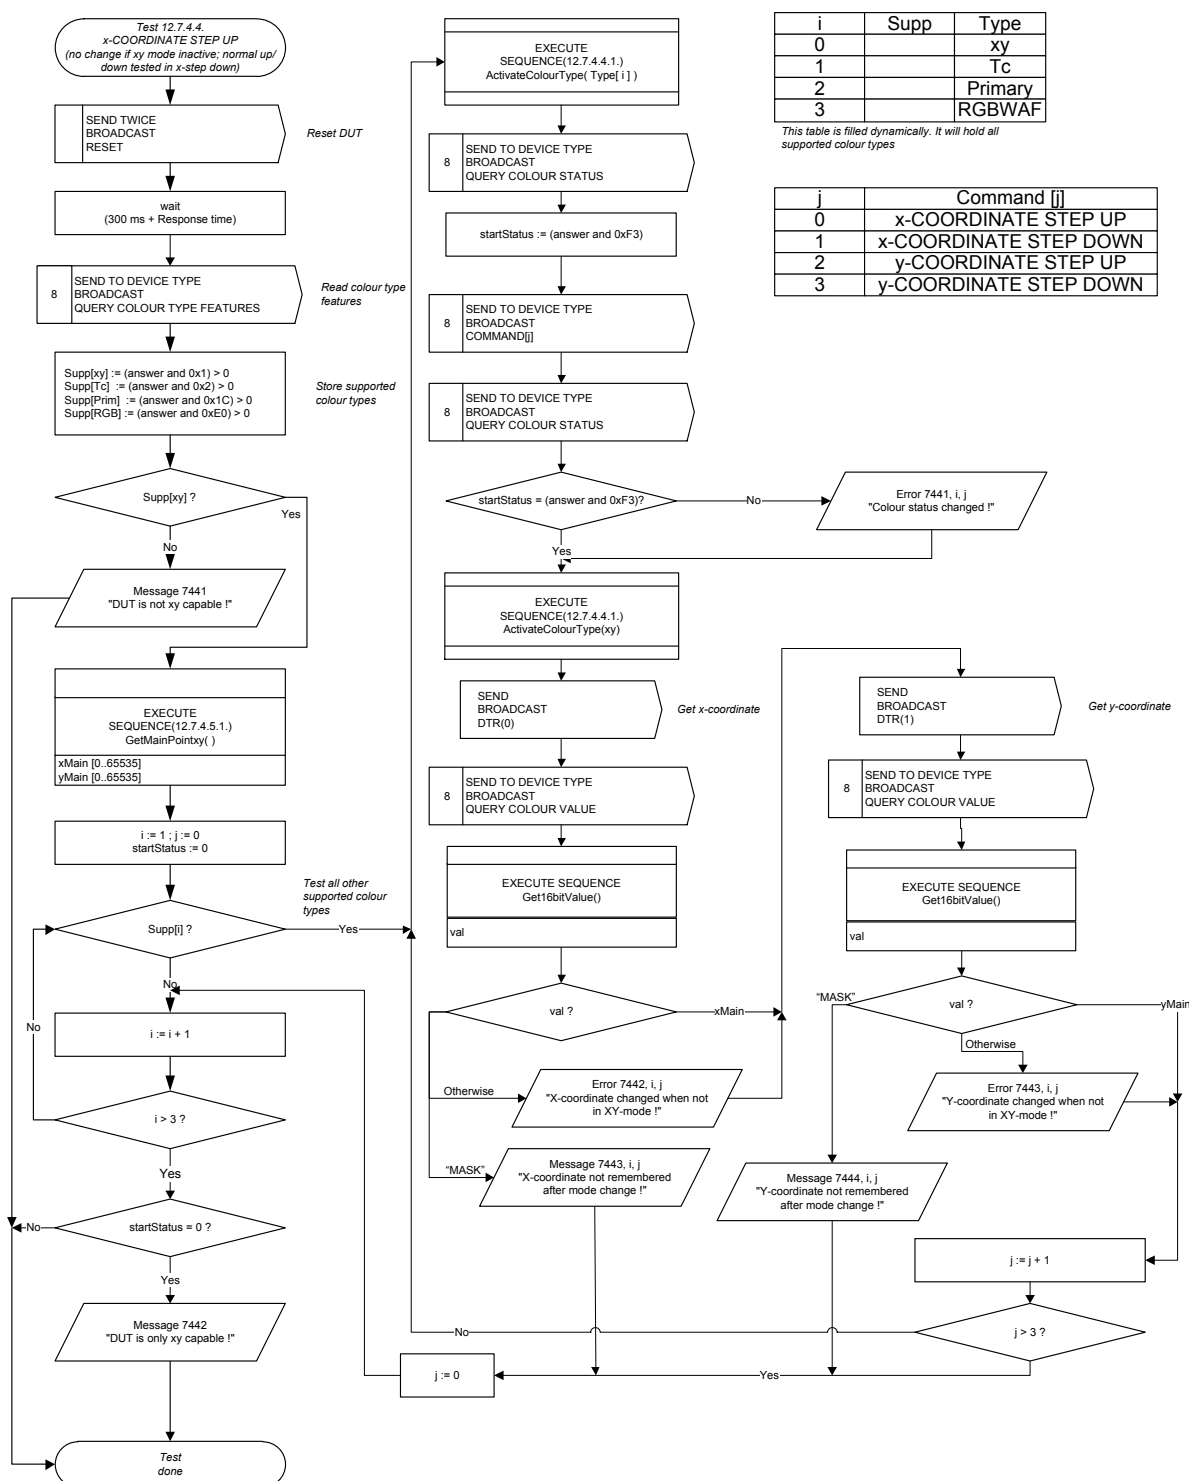 Test 12.7.4.4.
x-COORDINATE STEP UP
(no change if xy mode inactive; normal up/
down tested in x-step down)
SEND TWICE
BROADCAST
RESET
Reset DUT
wait
(300 ms + Response time)
8
SEND TO DEVICE TYPE
BROADCAST
QUERY COLOUR TYPE FEATURES
Read colour type
features
Supp[xy] := (answer and 0x1) > 0
Supp[Tc] := (answer and 0x2) > 0
Supp[Prim] := (answer and 0x1C) > 0
Supp[RGB] := (answer and 0xE0) > 0
Store supported
colour types
Supp[xy] ?
Yes
No
Message 7441
"DUT is not xy capable !"
EXECUTE
SEQUENCE(12.7.4.5.1.)
GetMainPointxy( )
xMain [0..65535]
yMain [0..65535]
i := 1 ; j := 0
startStatus := 0
Test all other
supported colour
types
Supp[i] ?
Yes
No
i := i + 1
No
i > 3 ?
Yes
startStatus = 0 ?
No
Yes
Message 7442
"DUT is only xy capable !"
Test
done
EXECUTE
SEQUENCE(12.7.4.4.1.)
ActivateColourType( Type[ i ] )
8
SEND TO DEVICE TYPE
BROADCAST
QUERY COLOUR STATUS
startStatus := (answer and 0xF3)
8
SEND TO DEVICE TYPE
BROADCAST
COMMAND[j]
8
SEND TO DEVICE TYPE
BROADCAST
QUERY COLOUR STATUS
startStatus = (answer and 0xF3)?
No
Error 7441, i, j
"Colour status changed !"
Yes
EXECUTE
SEQUENCE(12.7.4.4.1.)
ActivateColourType(xy)
SEND
BROADCAST
DTR(0)
Get x-coordinate
8
SEND TO DEVICE TYPE
BROADCAST
QUERY COLOUR VALUE
EXECUTE SEQUENCE
Get16bitValue()
val
val ?
xMain
Otherwise
Error 7442, i, j
"X-coordinate changed when not
in XY-mode !"
"MASK"
Message 7443, i, j
"X-coordinate not remembered
after mode change !"
j := 0
i Supp Type
0 xy
1 Tc
2 Primary
3 RGBWAF
This table is filled dynamically. It will hold all
supported colour types
j Command [j]
0 x-COORDINATE STEP UP
1 x-COORDINATE STEP DOWN
2 y-COORDINATE STEP UP
3 y-COORDINATE STEP DOWN
SEND
BROADCAST
DTR(1)
Get y-coordinate
8
SEND TO DEVICE TYPE
BROADCAST
QUERY COLOUR VALUE
EXECUTE SEQUENCE
Get16bitValue()
val
"MASK"
val ?
yMain
Otherwise
Error 7443, i, j
"Y-coordinate changed when not
in XY-mode !"
Message 7444, i, j
"Y-coordinate not remembered
after mode change !"
j := j + 1
j > 3 ?
No
Yes